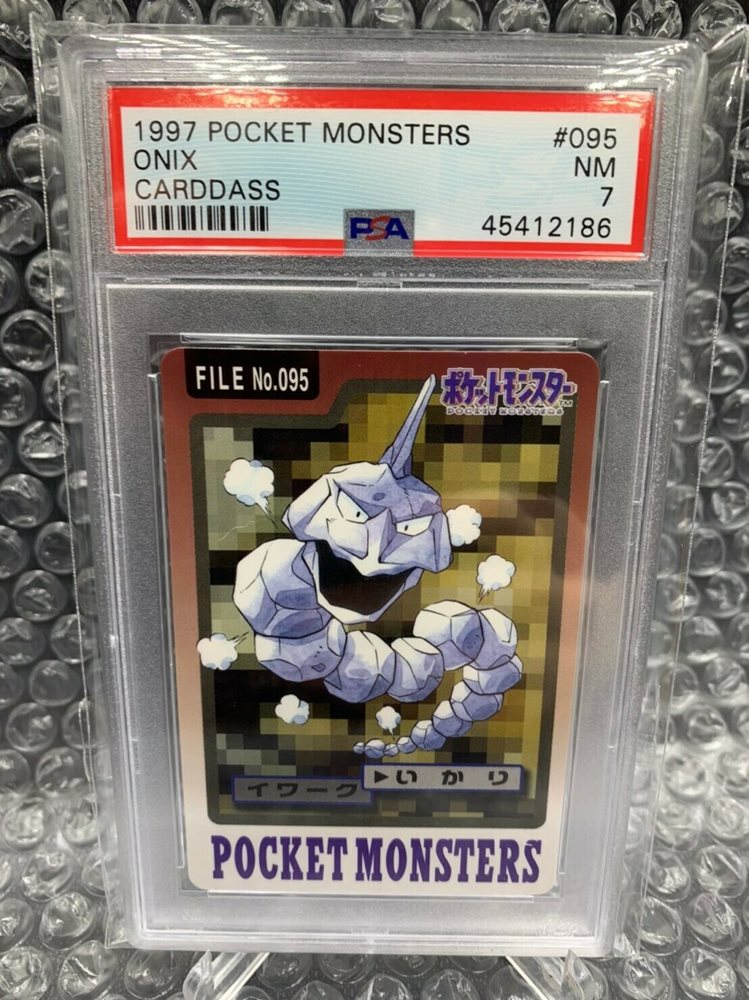 1997 POCKET MONSTERS #095
ONIX NM
CARDDASS 7
PSA 45412186
FILE No.095
ポケットモンスター TM
POCKET MONSTERS
イワーク
▶いかり
POCKET MONSTERS